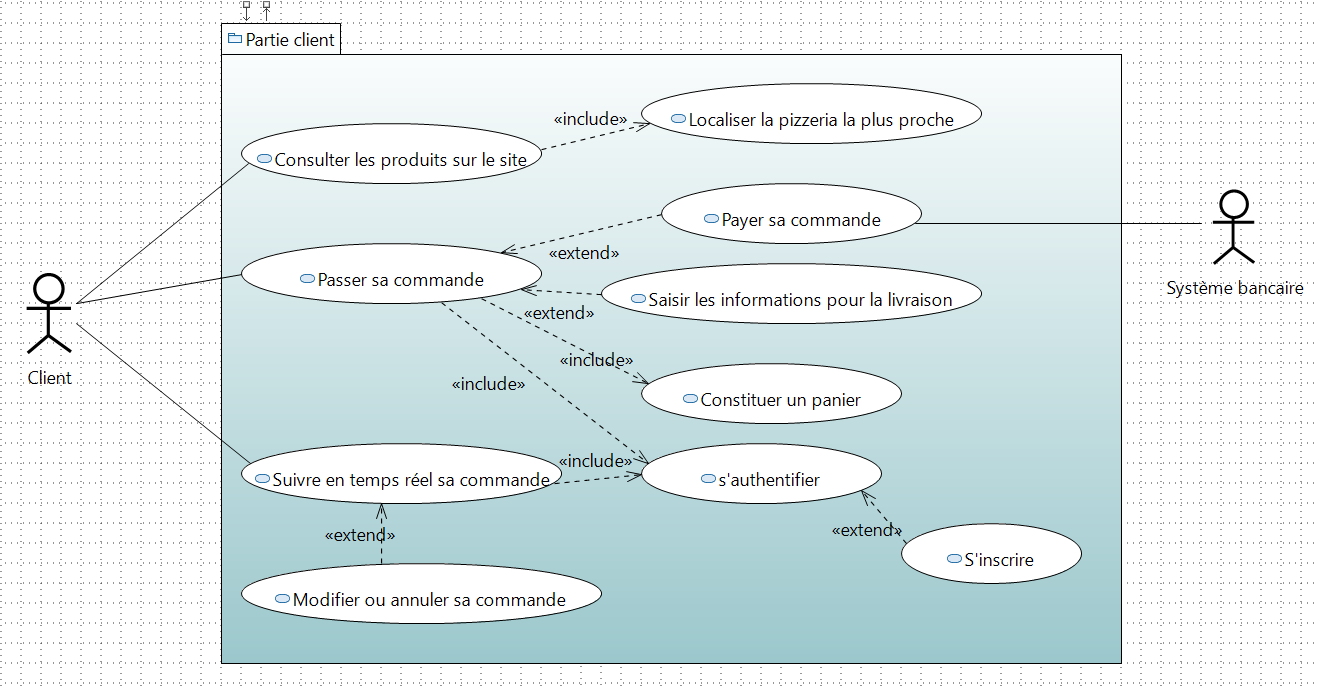 Partie client
«include»
Localiser la pizzeria la plus proche
Consulter les produits sur le site
Payer sa commande
«extend»
Passer sa commande
Système bancaire
Saisir les informations pour la livraison
«extend»
«include»
Client
«include»
Constituer un panier
«include»
Suivre en temps réel sa commande
s'authentifier
«extend»
«extend»
S'inscrire
Modifier ou annuler sa commande